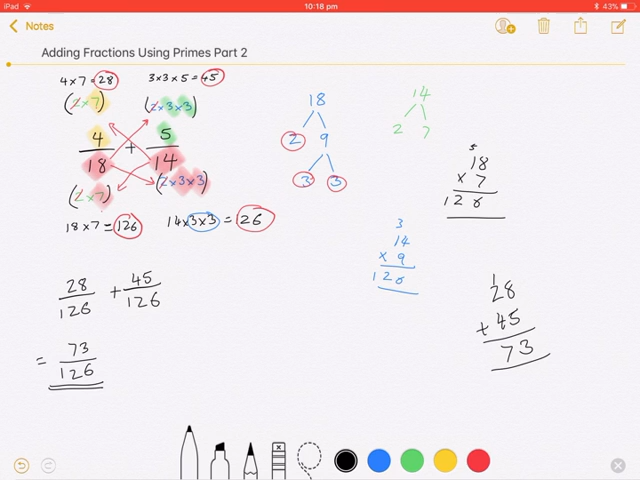 iPad 10:18 pm 43%
Notes
Adding Fractions Using Primes Part 2
4 x 7 = 28 3 x 3 x 5 = 45
(2 x 7) (2 x 3 x 3)
4/18 + 5/14
(2 x 7) (2 x 3 x 3)
18 x 7 = 126 14 x 3 x 3 = 26
28/126 + 45/126
= 73/126
18
2 9
3 3
14
2 7
5
18
x 7
126
3
14
x 9
126
1
28
+ 45
73